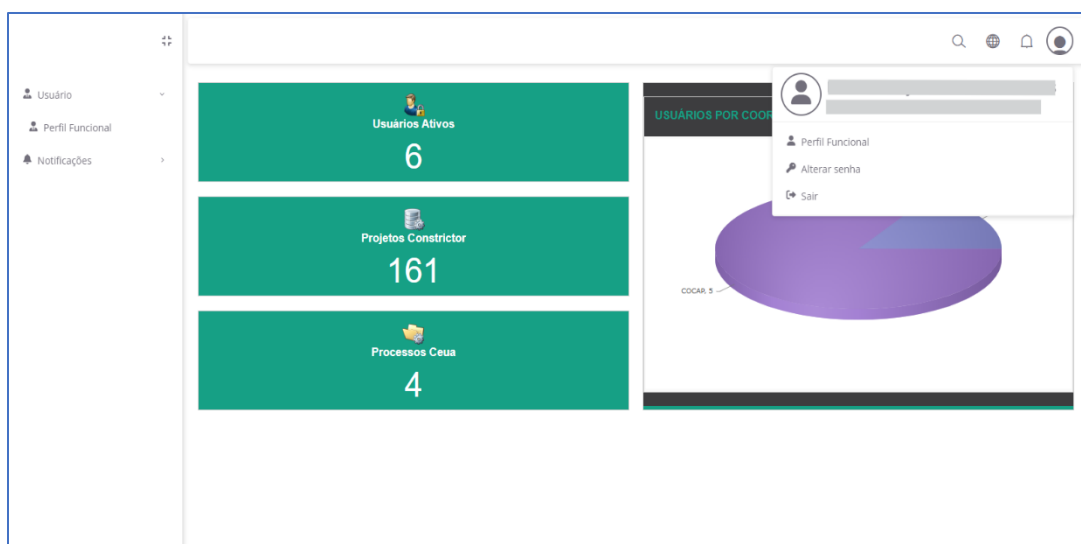 Usuário
Perfil Funcional
Notificações
Usuários Ativos
6
Projetos Constrictor
161
Processos Ceua
4
USUÁRIOS POR
COCAP, 5
Perfil Funcional
Alterar senha
Sair